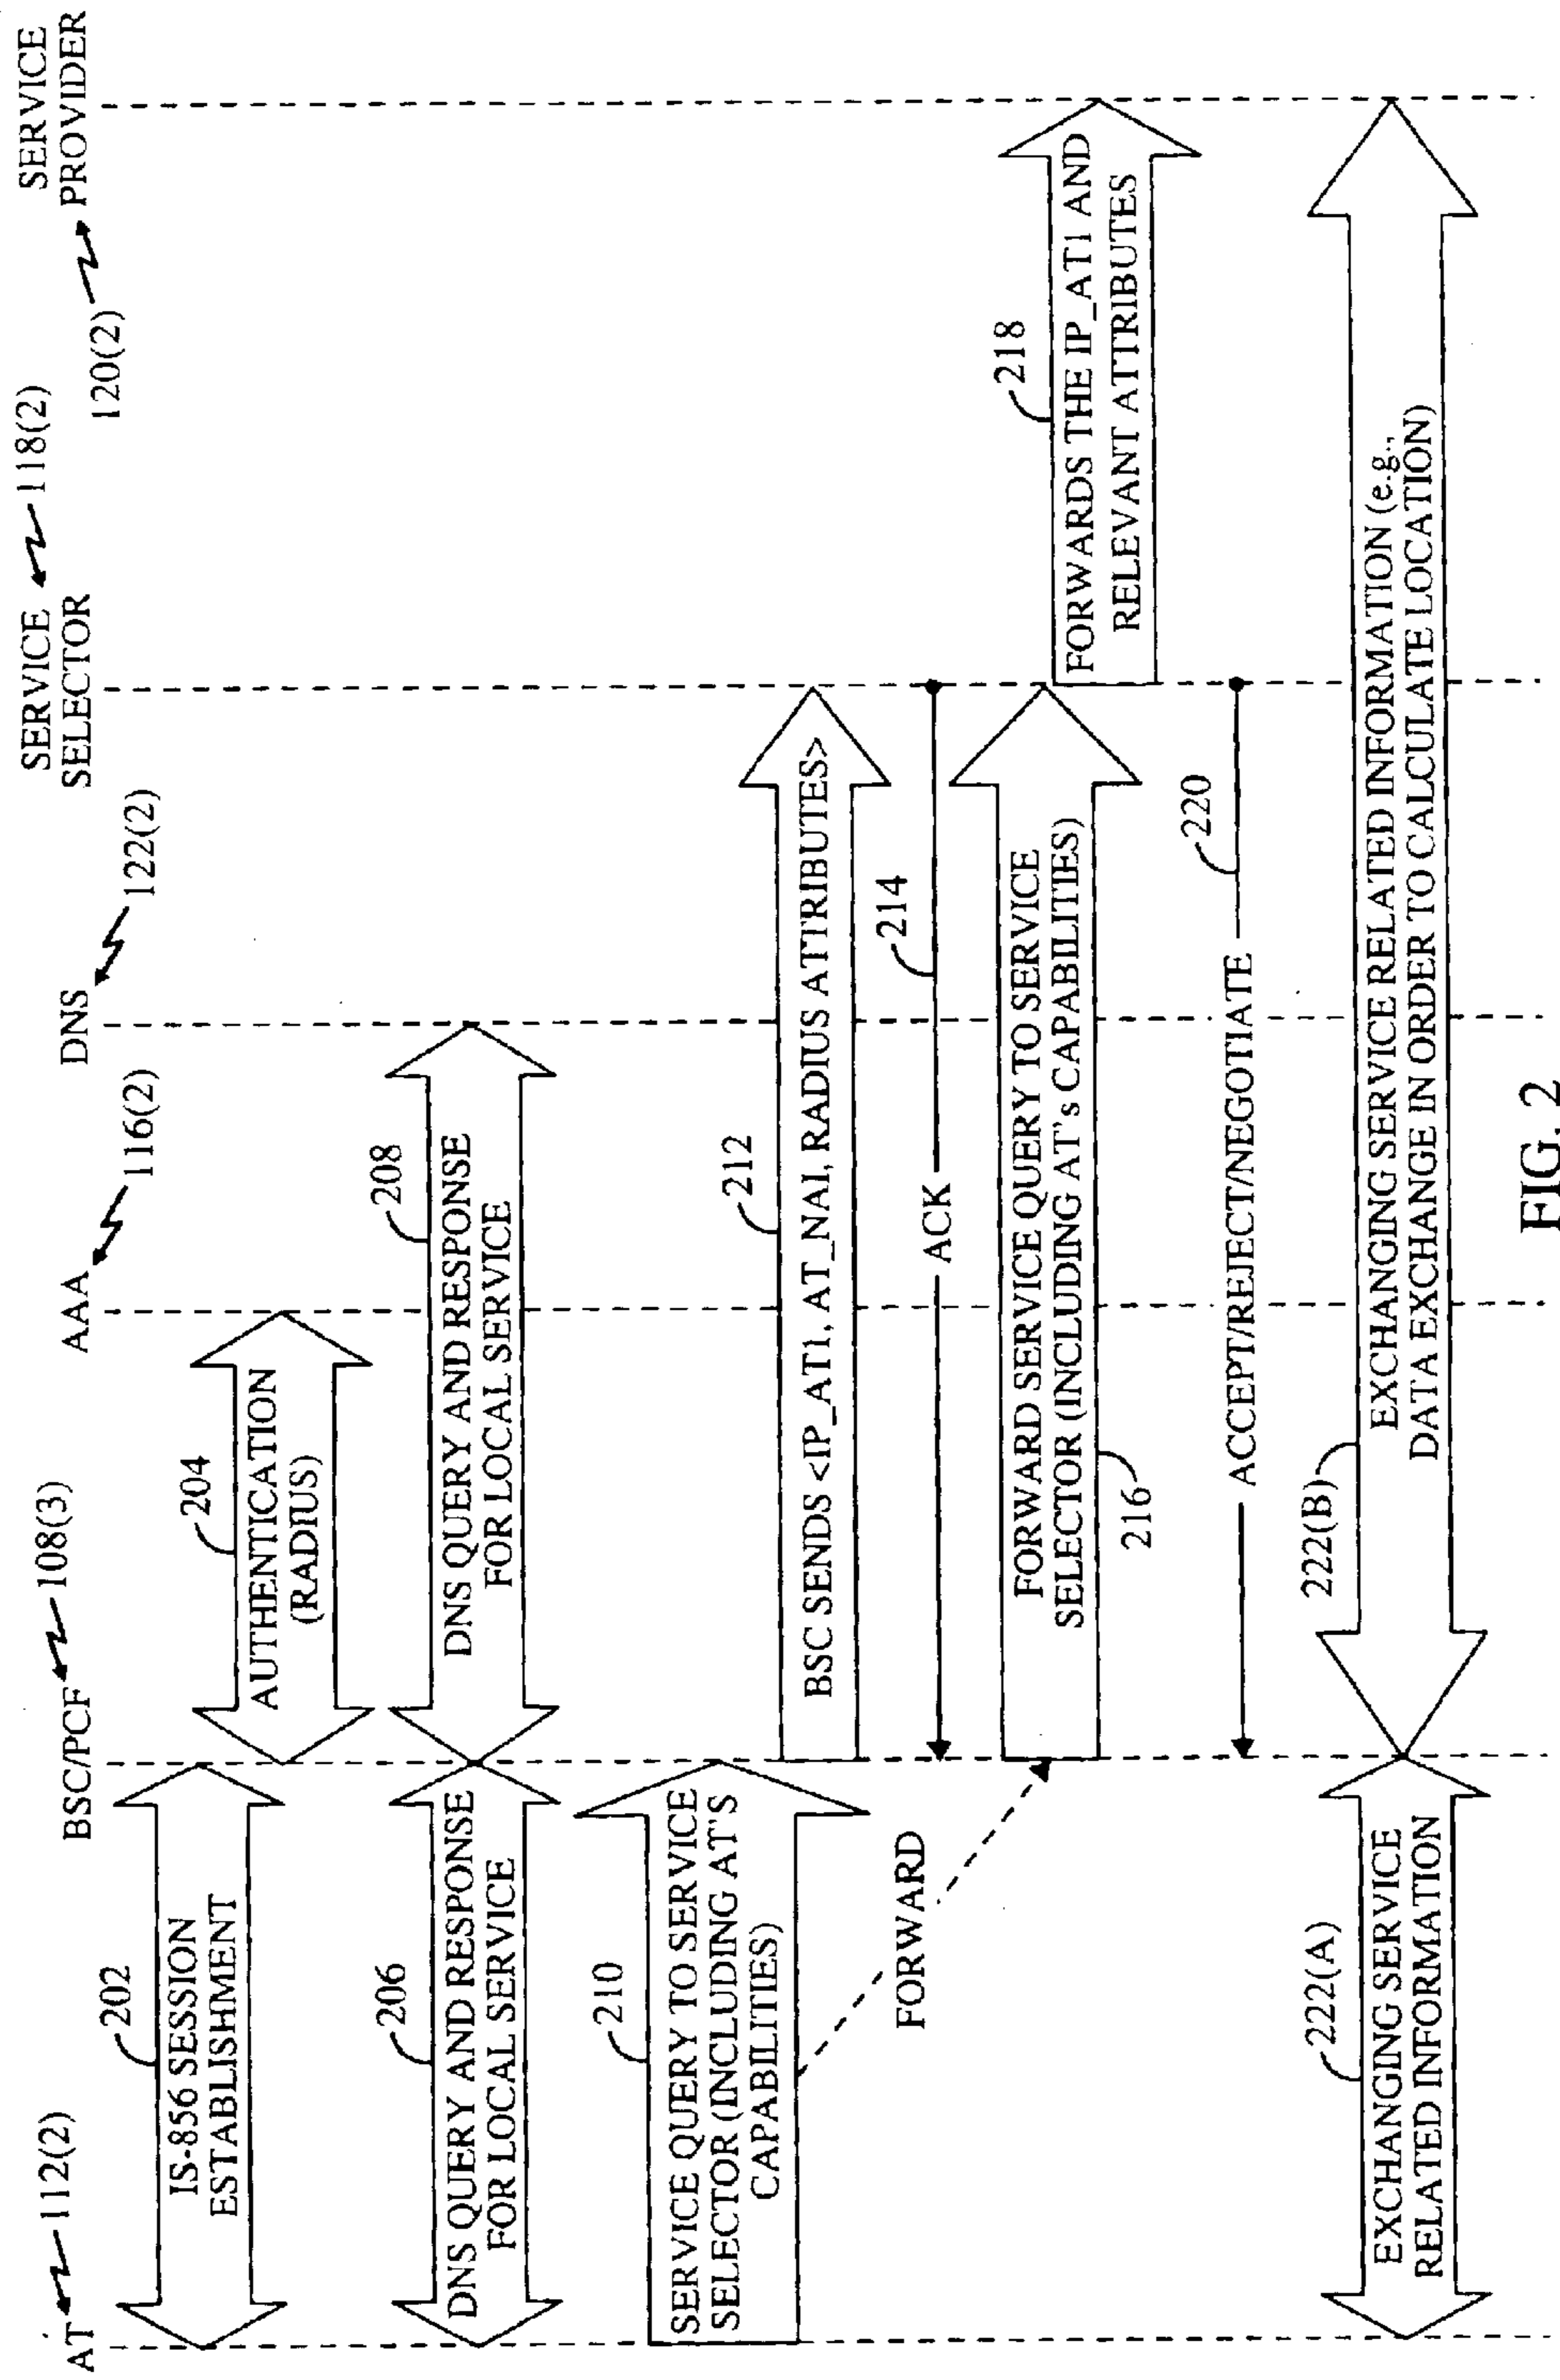 AT
112(2)
BSC/PCF
108(3)
AAA
116(2)
DNS
122(2)
SERVICE
SELECTOR
118(2)
SERVICE
PROVIDER
120(2)
202
IS-856 SESSION
ESTABLISHMENT
204
AUTHENTICATION
(RADIUS)
206
DNS QUERY AND RESPONSE
FOR LOCAL SERVICE
208
DNS QUERY AND RESPONSE
FOR LOCAL SERVICE
210
SERVICE QUERY TO SERVICE
SELECTOR (INCLUDING AT'S
CAPABILITIES)
212
BSC SENDS <IP_AT1, AT_NAI, RADIUS ATTRIBUTES>
214
ACK
FORWARD
FORWARD SERVICE QUERY TO SERVICE
SELECTOR (INCLUDING AT's CAPABILITIES)
216
218
FORWARDS THE IP_AT1 AND
RELEVANT ATTRIBUTES
220
ACCEPT/REJECT/NEGOTIATE
222(A)
EXCHANGING SERVICE
RELATED INFORMATION
222(B)
EXCHANGING SERVICE RELATED INFORMATION (e.g.,
DATA EXCHANGE IN ORDER TO CALCULATE LOCATION)
FIG. 2